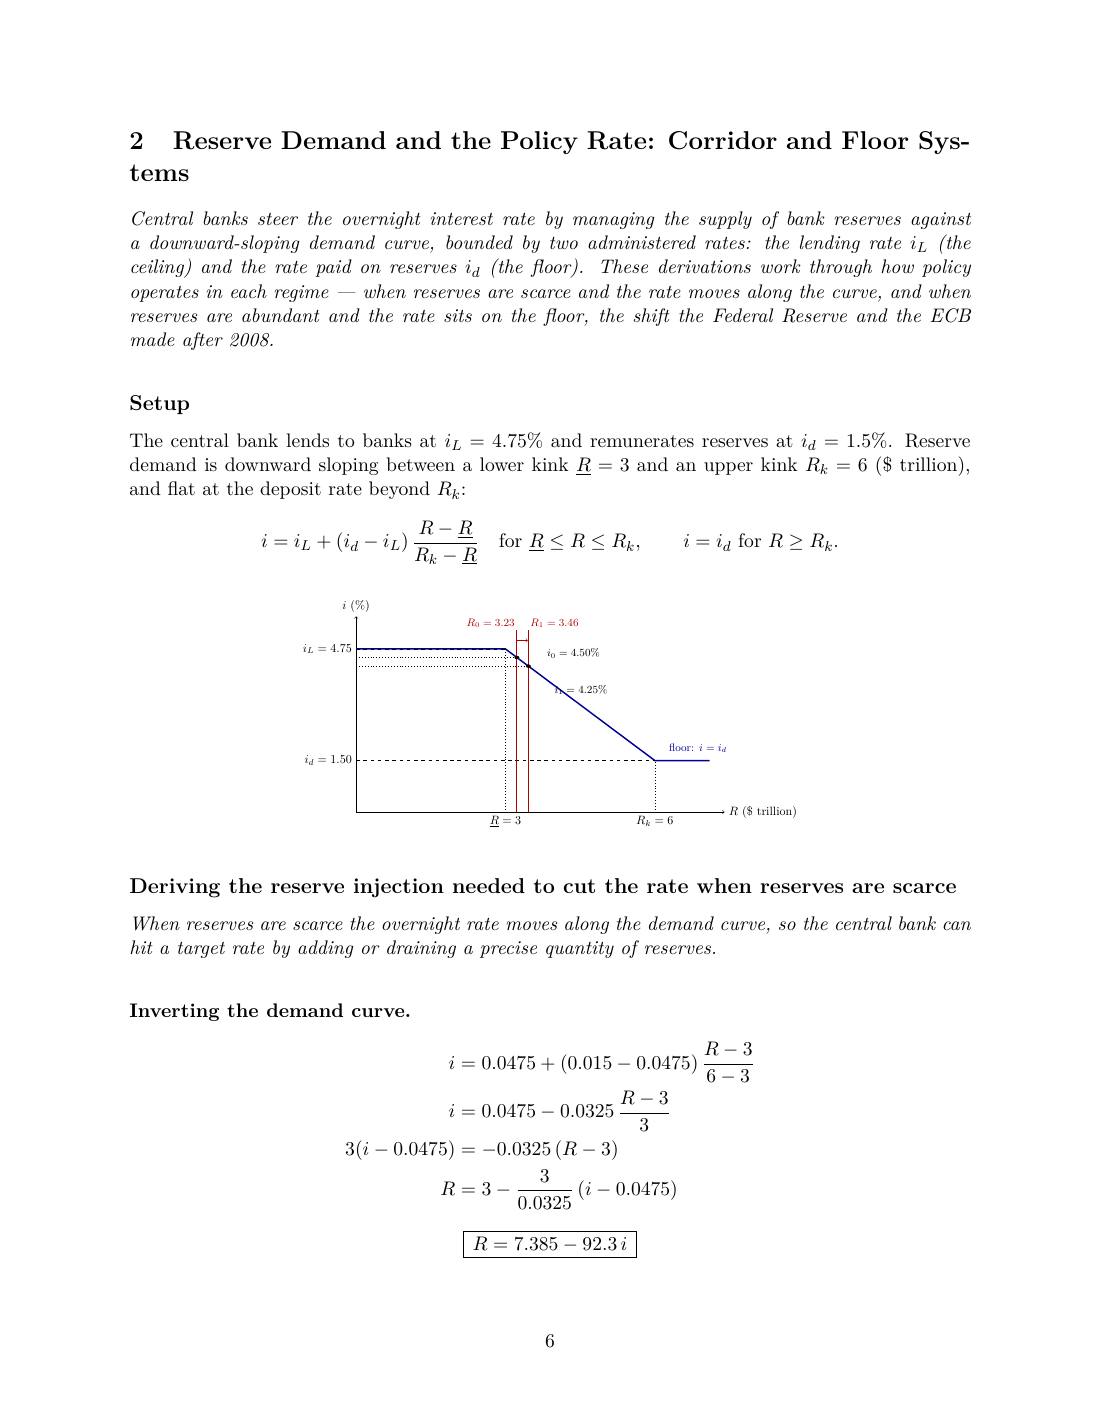 2 Reserve Demand and the Policy Rate: Corridor and Floor Sys-
tems
Central banks steer the overnight interest rate by managing the supply of bank reserves against
a downward-sloping demand curve, bounded by two administered rates: the lending rate i_L (the
ceiling) and the rate paid on reserves i_d (the floor). These derivations work through how policy
operates in each regime — when reserves are scarce and the rate moves along the curve, and when
reserves are abundant and the rate sits on the floor, the shift the Federal Reserve and the ECB
made after 2008.
Setup
The central bank lends to banks at i_L = 4.75% and remunerates reserves at i_d = 1.5%. Reserve
demand is downward sloping between a lower kink \underline{R} = 3 and an upper kink R_k = 6 ($ trillion),
and flat at the deposit rate beyond R_k:
i = i_L + (i_d − i_L) \frac{R − \underline{R}}{R_k − \underline{R}} for \underline{R} ≤ R ≤ R_k, i = i_d for R ≥ R_k.
i (%)
R_0 = 3.23 R_1 = 3.46
i_L = 4.75
i_0 = 4.50%
i_1 = 4.25%
floor: i = i_d
i_d = 1.50
R ($ trillion)
\underline{R} = 3 R_k = 6
Deriving the reserve injection needed to cut the rate when reserves are scarce
When reserves are scarce the overnight rate moves along the demand curve, so the central bank can
hit a target rate by adding or draining a precise quantity of reserves.
Inverting the demand curve.
i = 0.0475 + (0.015 − 0.0475) \frac{R − 3}{6 − 3}
i = 0.0475 − 0.0325 \frac{R − 3}{3}
3(i − 0.0475) = −0.0325 (R − 3)
R = 3 − \frac{3}{0.0325} (i − 0.0475)
R = 7.385 − 92.3 i
6